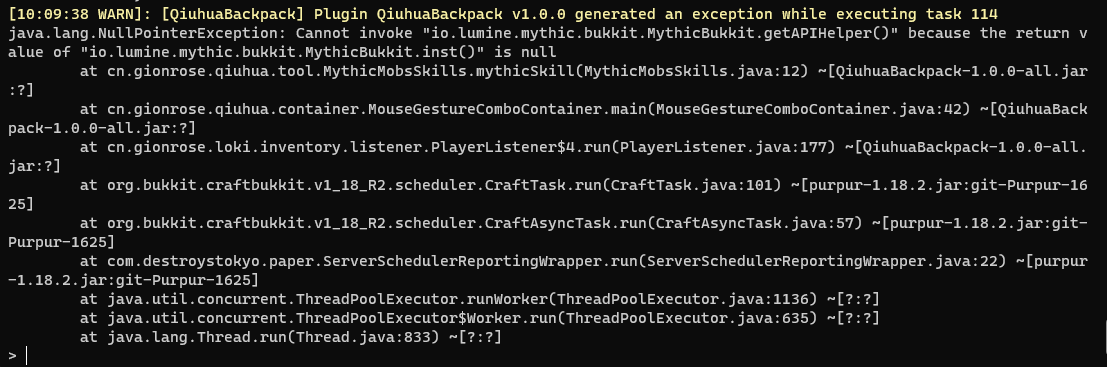 [10:09:38 WARN]: [QiuhuaBackpack] Plugin QiuhuaBackpack v1.0.0 generated an exception while executing task 114
java.lang.NullPointerException: Cannot invoke "io.lumine.mythic.bukkit.MythicBukkit.getAPIHelper()" because the return v
alue of "io.lumine.mythic.bukkit.MythicBukkit.inst()" is null
        at cn.gionrose.qiuhua.tool.MythicMobsSkills.mythicSkill(MythicMobsSkills.java:12) ~[QiuhuaBackpack-1.0.0-all.jar
:?]
        at cn.gionrose.qiuhua.container.MouseGestureComboContainer.main(MouseGestureComboContainer.java:42) ~[QiuhuaBack
pack-1.0.0-all.jar:?]
        at cn.gionrose.loki.inventory.listener.PlayerListener$4.run(PlayerListener.java:177) ~[QiuhuaBackpack-1.0.0-all.
jar:?]
        at org.bukkit.craftbukkit.v1_18_R2.scheduler.CraftTask.run(CraftTask.java:101) ~[purpur-1.18.2.jar:git-Purpur-16
25]
        at org.bukkit.craftbukkit.v1_18_R2.scheduler.CraftAsyncTask.run(CraftAsyncTask.java:57) ~[purpur-1.18.2.jar:git-
Purpur-1625]
        at com.destroystokyo.paper.ServerSchedulerReportingWrapper.run(ServerSchedulerReportingWrapper.java:22) ~[purpur
-1.18.2.jar:git-Purpur-1625]
        at java.util.concurrent.ThreadPoolExecutor.runWorker(ThreadPoolExecutor.java:1136) ~[?:?]
        at java.util.concurrent.ThreadPoolExecutor$Worker.run(ThreadPoolExecutor.java:635) ~[?:?]
        at java.lang.Thread.run(Thread.java:833) ~[?:?]
>